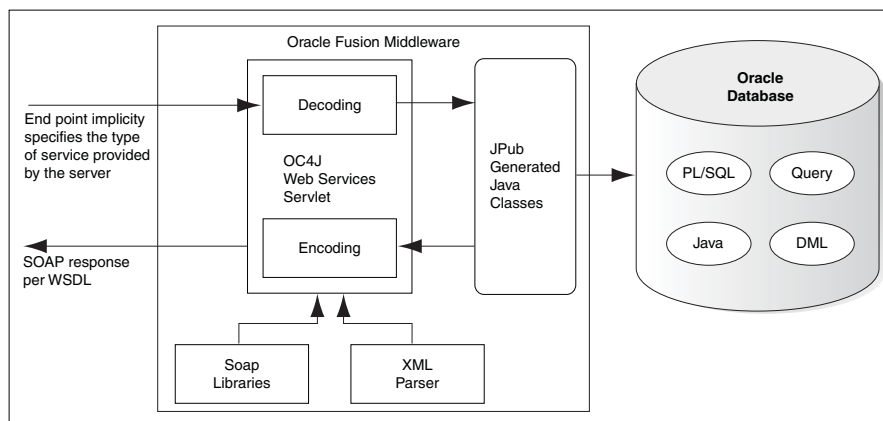 Oracle Fusion Middleware
Decoding
End point implicity
specifies the type
of service provided
by the server
OC4J
Web Services
Servlet
Encoding
SOAP response
per WSDL
Soap
Libraries
XML
Parser
JPub
Generated
Java
Classes
Oracle
Database
PL/SQL
Query
Java
DML